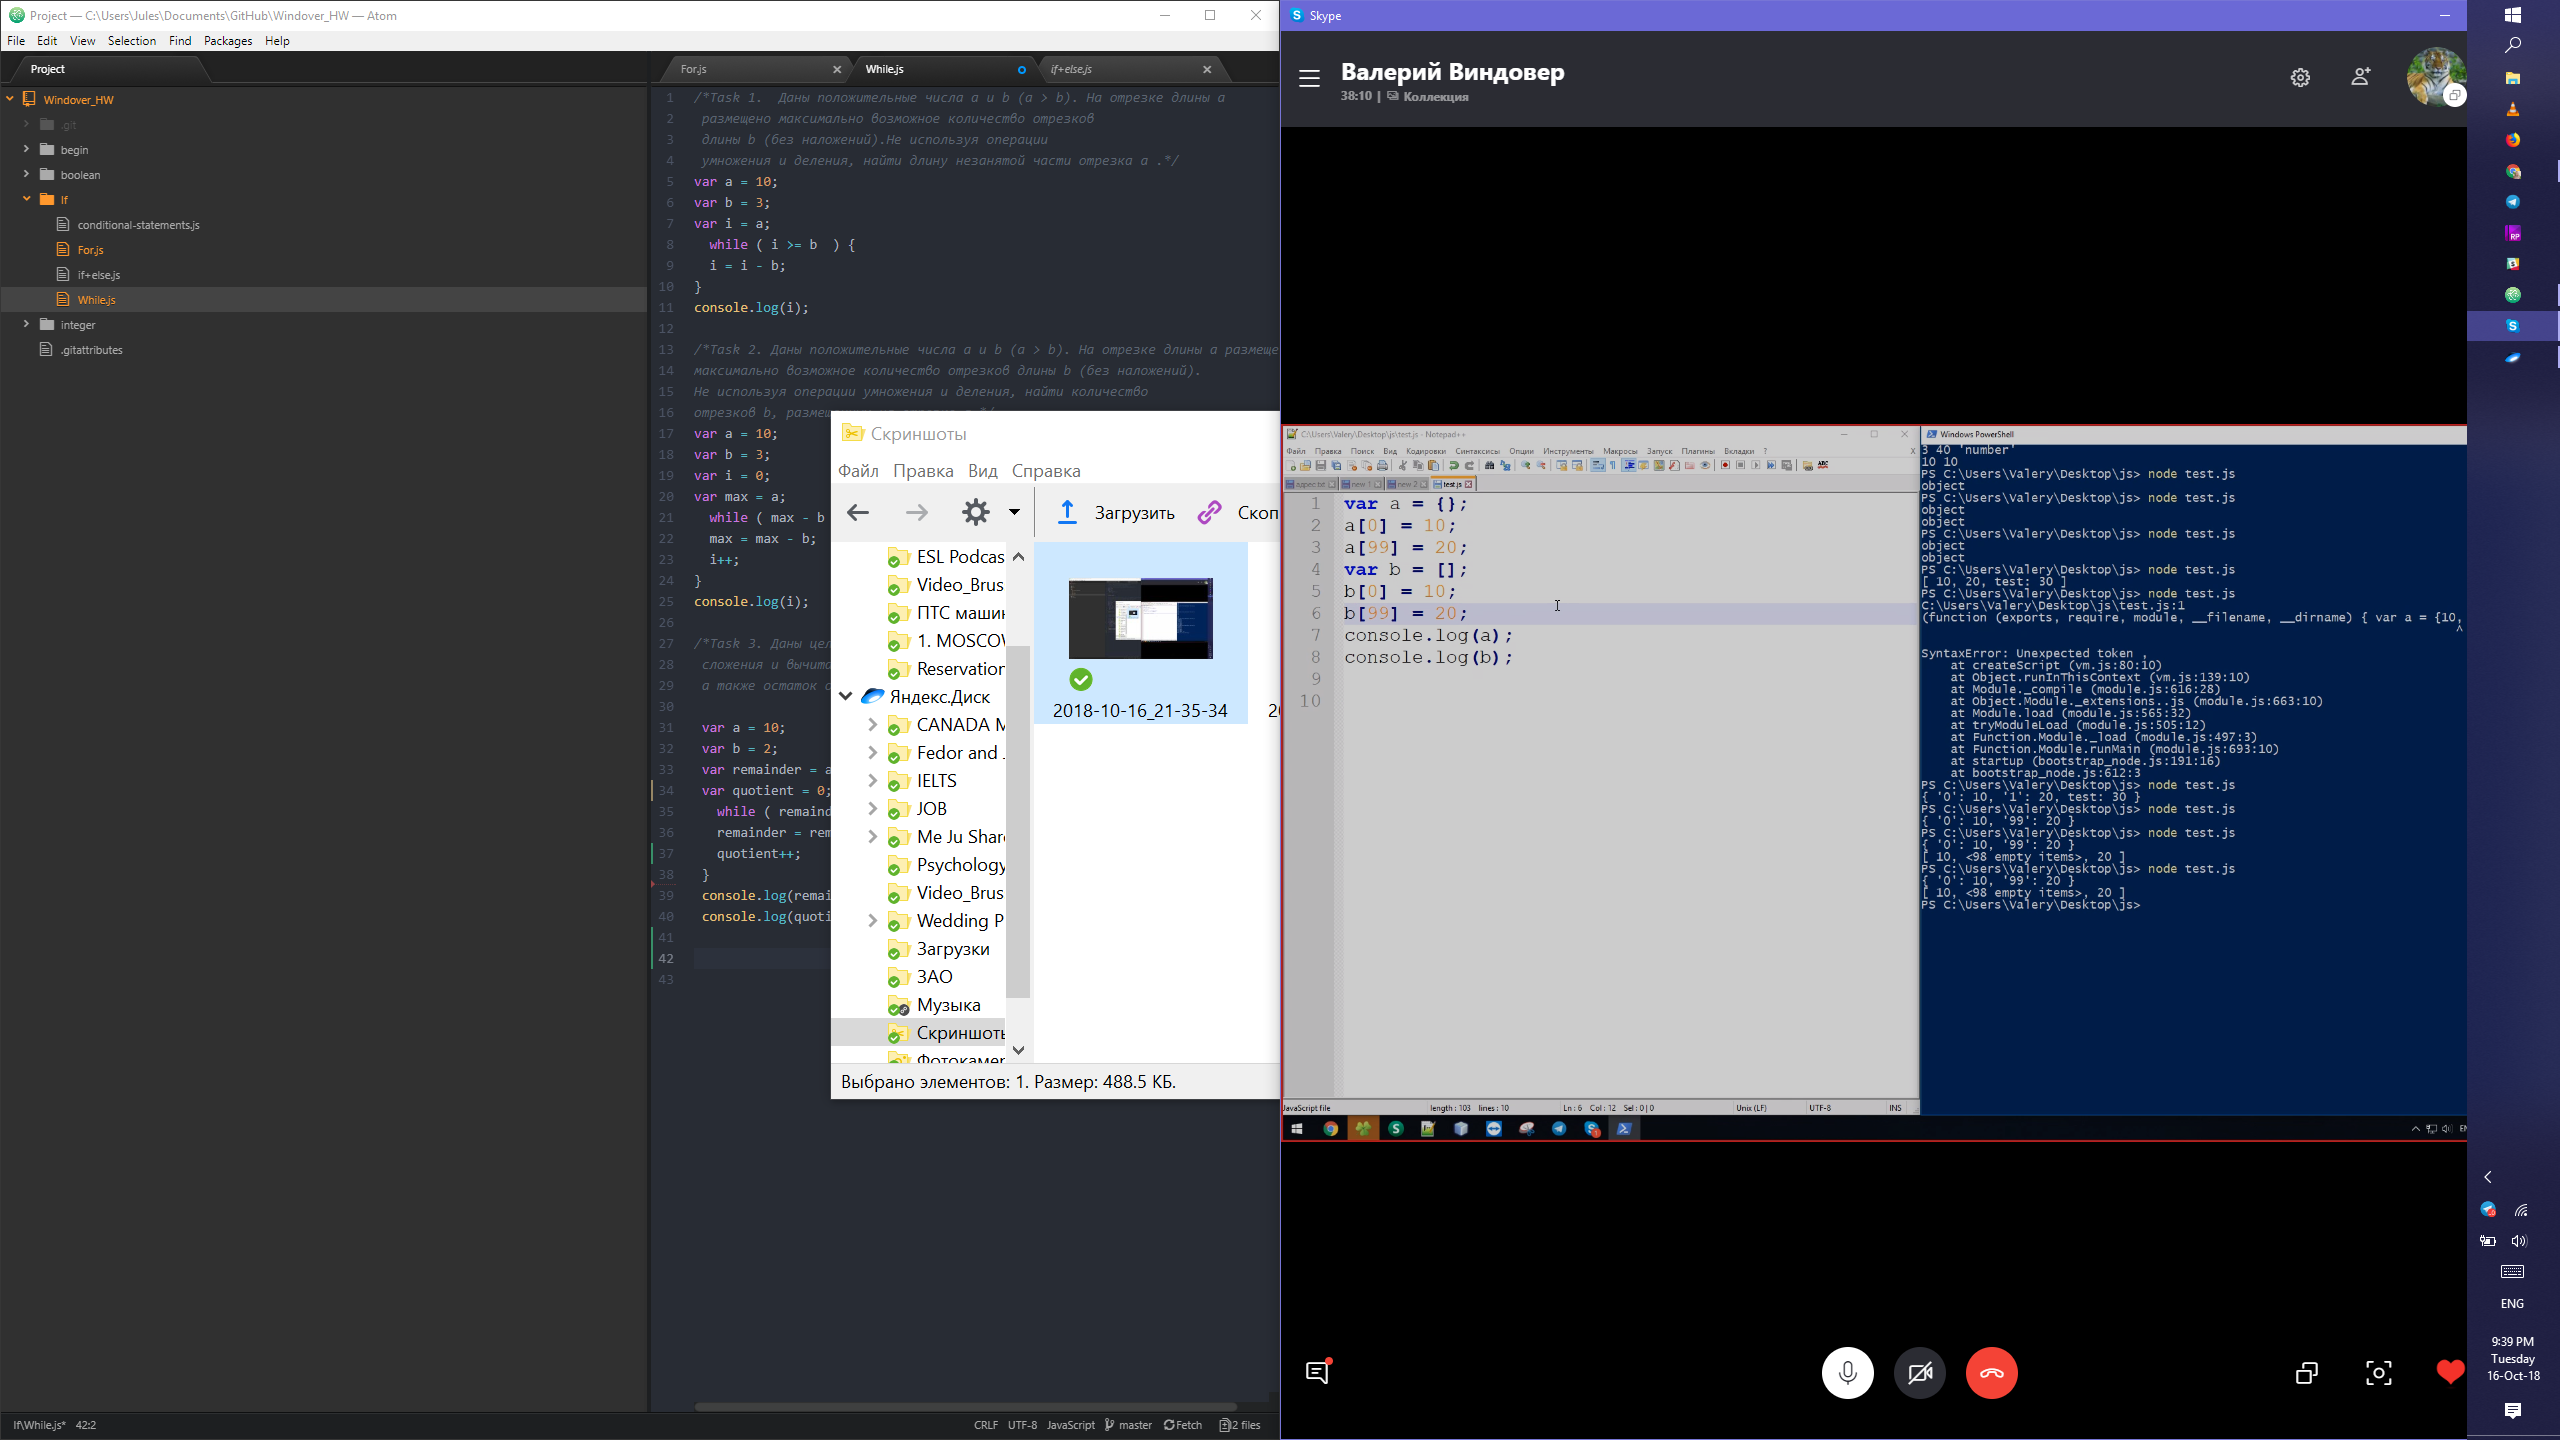 Project — C:\Users\Jules\Documents\GitHub\Windover_HW — Atom
File Edit View Selection Find Packages Help
Project
Windover_HW
.git
begin
boolean
If
conditional-statements.js
For.js
if+else.js
While.js
integer
.gitattributes
For.js
While.js
if+else.js
1 /*Task 1. Даны положительные числа a и b (a > b). На отрезке длины a
2 размещено максимально возможное количество отрезков
3 длины b (без наложений).Не используя операции
4 умножения и деления, найти длину незанятой части отрезка a .*/
5 var a = 10;
6 var b = 3;
7 var i = a;
8 while ( i >= b ) {
9 i = i - b;
10 }
11 console.log(i);
12
13 /*Task 2. Даны положительные числа a и b (a > b). На отрезке длины a размеще
14 максимально возможное количество отрезков длины b (без наложений).
15 Не используя операции умножения и деления, найти количество
16 отрезков b, размещ
17 var a = 10;
18 var b = 3;
19 var i = 0;
20 var max = a;
21 while ( max - b
22 max = max - b;
23 i++;
24 }
25 console.log(i);
26
27 /*Task 3. Даны цел
28 сложения и вычита
29 а также остаток о
30
31 var a = 10;
32 var b = 2;
33 var remainder = a
34 var quotient = 0;
35 while ( remaind
36 remainder = rem
37 quotient++;
38 }
39 console.log(remai
40 console.log(quoti
41
42
43
If\While.js* 42:2
CRLF UTF-8 JavaScript master Fetch 2 files
Скриншоты
Файл Правка Вид Справка
Загрузить Скоп
ESL Podcas
Video_Brus
ПТС машин
1. MOSCOW
Reservation
Яндекс.Диск
CANADA M
Fedor and J
IELTS
JOB
Me Ju Share
Psychology
Video_Brus
Wedding P
Загрузки
ЗАО
Музыка
Скриншоты
Фотокамер
2018-10-16_21-35-34
20
Выбрано элементов: 1. Размер: 488.5 КБ.
Skype
Валерий Виндовер
38:10 | Коллекция
C:\Users\Valery\Desktop\js\test.js - Notepad++
Файл Правка Поиск Вид Кодировки Синтаксисы Опции Инструменты Макросы Запуск Плагины Вкладки ? X
адрес.txt new 1 new 2 test.js
1 var a = {};
2 a[0] = 10;
3 a[99] = 20;
4 var b = [];
5 b[0] = 10;
6 b[99] = 20;
7 console.log(a);
8 console.log(b);
9
10
JavaScript file length : 103 lines : 10 Ln : 6 Col : 12 Sel : 0 | 0 Unix (LF) UTF-8 INS
Windows PowerShell
3 40 'number'
10 10
PS C:\Users\Valery\Desktop\js> node test.js
object
PS C:\Users\Valery\Desktop\js> node test.js
object
object
PS C:\Users\Valery\Desktop\js> node test.js
object
object
PS C:\Users\Valery\Desktop\js> node test.js
[ 10, 20, test: 30 ]
PS C:\Users\Valery\Desktop\js> node test.js
C:\Users\Valery\Desktop\js\test.js:1
(function (exports, require, module, __filename, __dirname) { var a = {10,
^
SyntaxError: Unexpected token ,
at createScript (vm.js:80:10)
at Object.runInThisContext (vm.js:139:10)
at Module._compile (module.js:616:28)
at Object.Module._extensions..js (module.js:663:10)
at Module.load (module.js:565:32)
at tryModuleLoad (module.js:505:12)
at Function.Module._load (module.js:497:3)
at Function.Module.runMain (module.js:693:10)
at startup (bootstrap_node.js:191:16)
at bootstrap_node.js:612:3
PS C:\Users\Valery\Desktop\js> node test.js
{ '0': 10, '1': 20, test: 30 }
PS C:\Users\Valery\Desktop\js> node test.js
{ '0': 10, '99': 20 }
PS C:\Users\Valery\Desktop\js> node test.js
{ '0': 10, '99': 20 }
[ 10, <98 empty items>, 20 ]
PS C:\Users\Valery\Desktop\js> node test.js
{ '0': 10, '99': 20 }
[ 10, <98 empty items>, 20 ]
PS C:\Users\Valery\Desktop\js>
ENG
9:39 PM
Tuesday
16-Oct-18